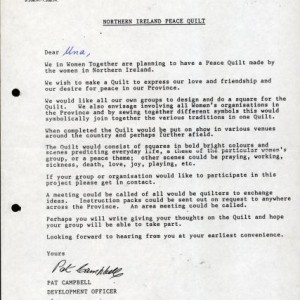 NORTHERN IRELAND PEACE QUILT
Dear Una,
We in Women Together are planning to have a Peace Quilt made by
the women in Northern Ireland.
We wish to make a Quilt to express our love and friendship and
our desire for peace in our Province.
We would like all our own groups to design and do a square for the
Quilt. We also envisage involving all Women's organisations in
the Province and by sewing together different symbols this would
symbolically join together the various traditions in one Quilt.
When completed the Quilt would be put on show in various venues
around the country and perhaps further afield.
The Quilt would consist of squares in bold bright colours and
scenes predicting everyday life, a theme of the particular women's
group, or a peace theme; other scenes could be praying, working,
sickness, death, love, joy, playing, etc.
If your group or organisation would like to participate in this
project please get in contact.
A meeting could be called of all would be quilters to exchange
ideas. Instruction packs could be sent out on request to anywhere
across the Province. An area meeting could be called.
Perhaps you will write giving your thoughts on the Quilt and hope
your group will be able to take part.
Looking forward to hearing from you at your earliest convenience.
Yours
Pat Campbell
PAT CAMPBELL
DEVELOPMENT OFFICER